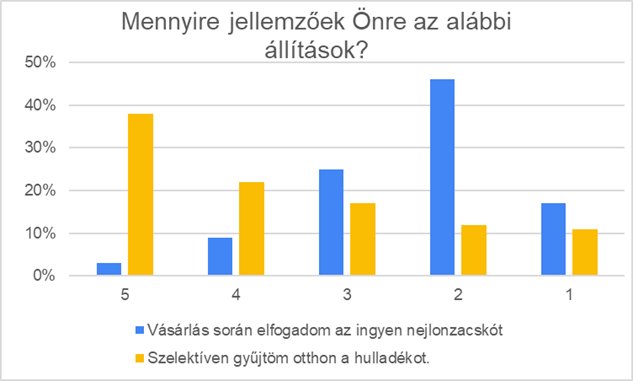 Mennyire jellemzőek Önre az alábbi
állítások?
50%
40%
30%
20%
10%
0%
5 4 3 2 1
Vásárlás során elfogadom az ingyen nejlonzacskót
Szelektíven gyűjtöm otthon a hulladékot.